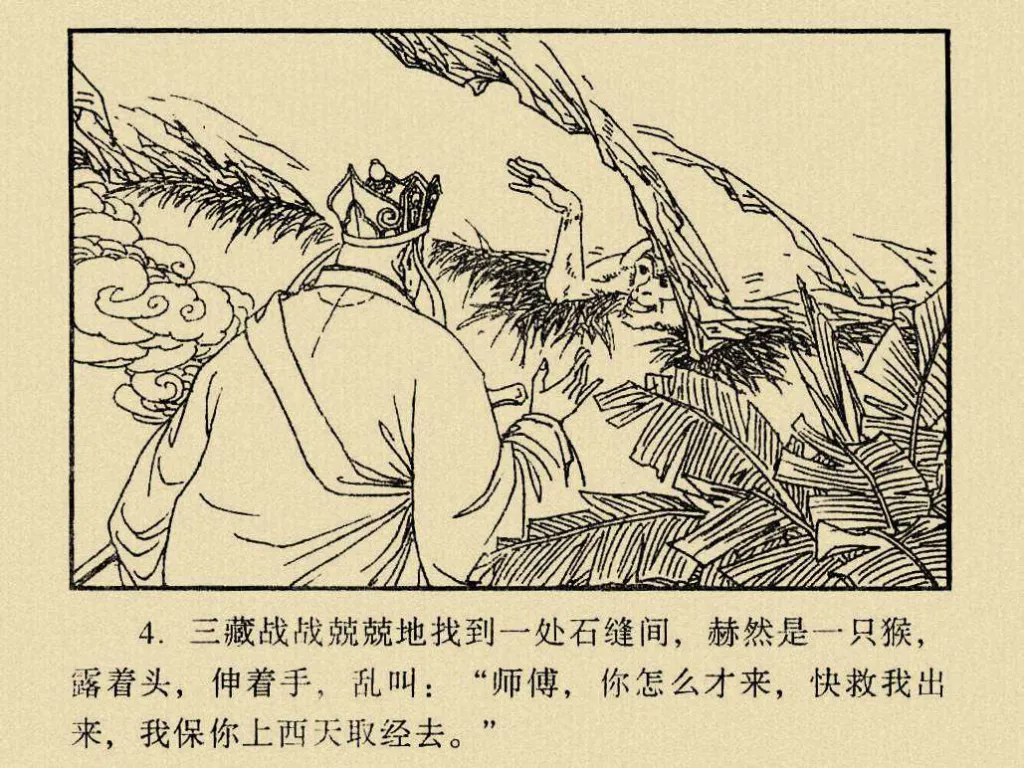 4. 三藏战战兢兢地找到一处石缝间，赫然是一只猴，
露着头，伸着手，乱叫：“师傅，你怎么才来，快救我出
来，我保你上西天取经去。”